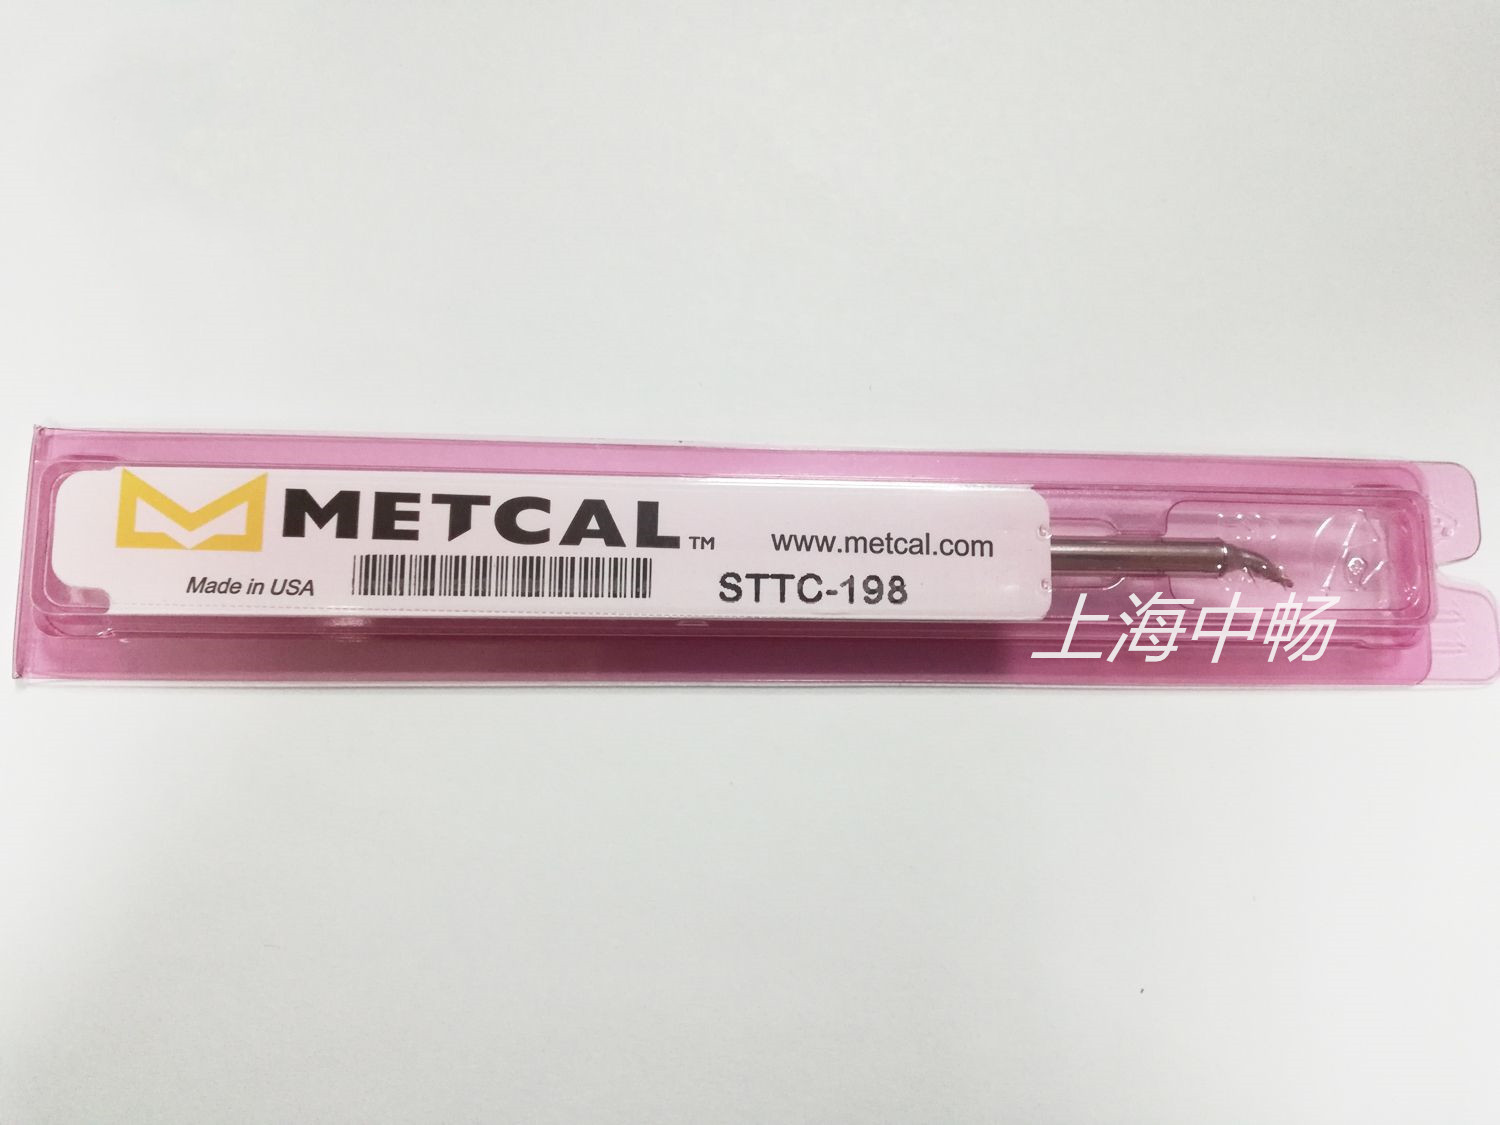 METCAL™
www.metcal.com
Made in USA
STTC-198
上海中畅